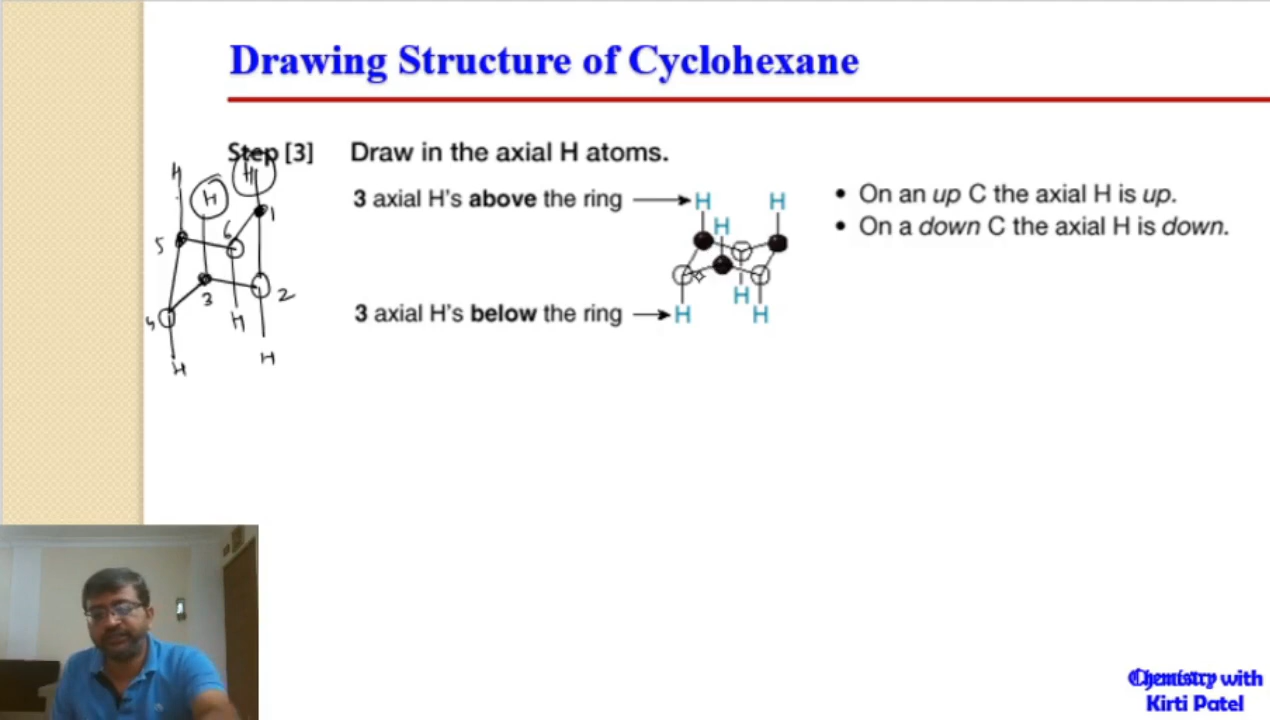 Drawing Structure of Cyclohexane
Step [3] Draw in the axial H atoms.
3 axial H's above the ring
H H
H
H
H H
3 axial H's below the ring
• On an up C the axial H is up.
• On a down C the axial H is down.
H
H
H
1
6
5
3
2
H
H
H
Chemistry with
Kirti Patel